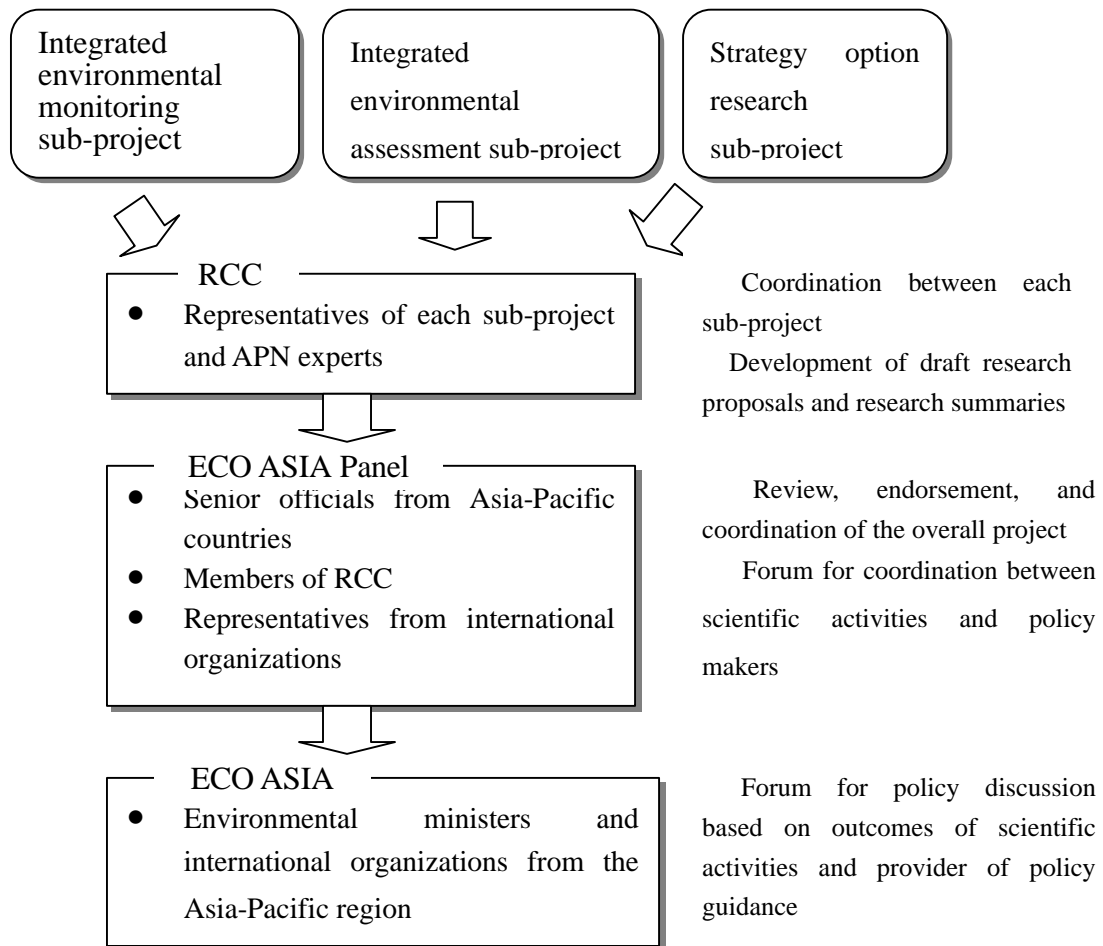 Integrated
environmental
monitoring
sub-project
Integrated
environmental
assessment sub-project
Strategy option
research
sub-project
RCC
● Representatives of each sub-project
and APN experts
Coordination between each
sub-project
Development of draft research
proposals and research summaries
ECO ASIA Panel
● Senior officials from Asia-Pacific
countries
● Members of RCC
● Representatives from international
organizations
Review, endorsement, and
coordination of the overall project
Forum for coordination between
scientific activities and policy
makers
ECO ASIA
● Environmental ministers and
international organizations from the
Asia-Pacific region
Forum for policy discussion
based on outcomes of scientific
activities and provider of policy
guidance